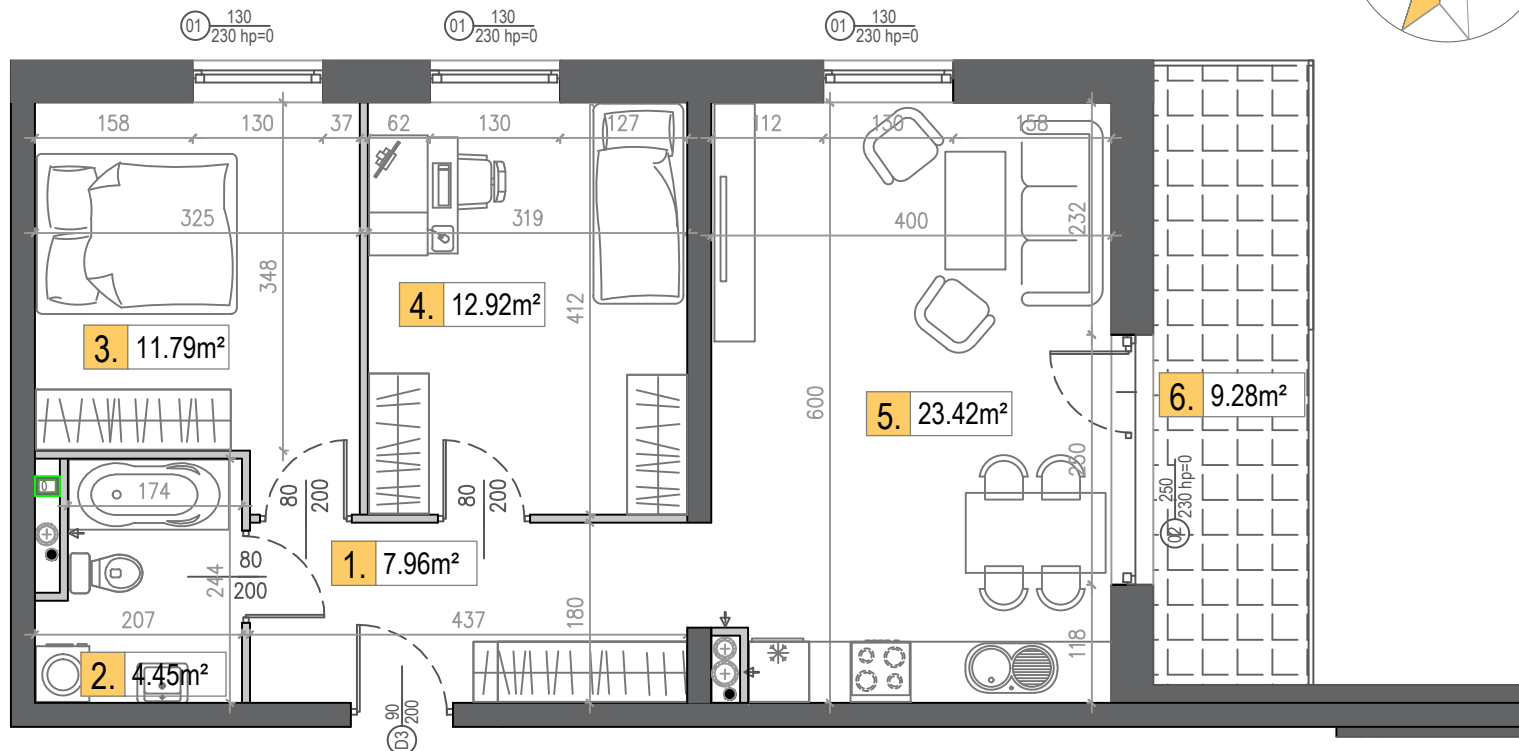 01 130
230 hp=0
01 130
230 hp=0
01 130
230 hp=0
158 130 37 62 130 127 112 130 158
325 319 400 232
348 412 600
3. 11.79m²
4. 12.92m²
5. 23.42m²
6. 9.28m²
250
02 250
230 hp=0
174
80
200
80
200
1. 7.96m²
80
200
244
207 437 180 118
2. 4.45m²
D3 90
200